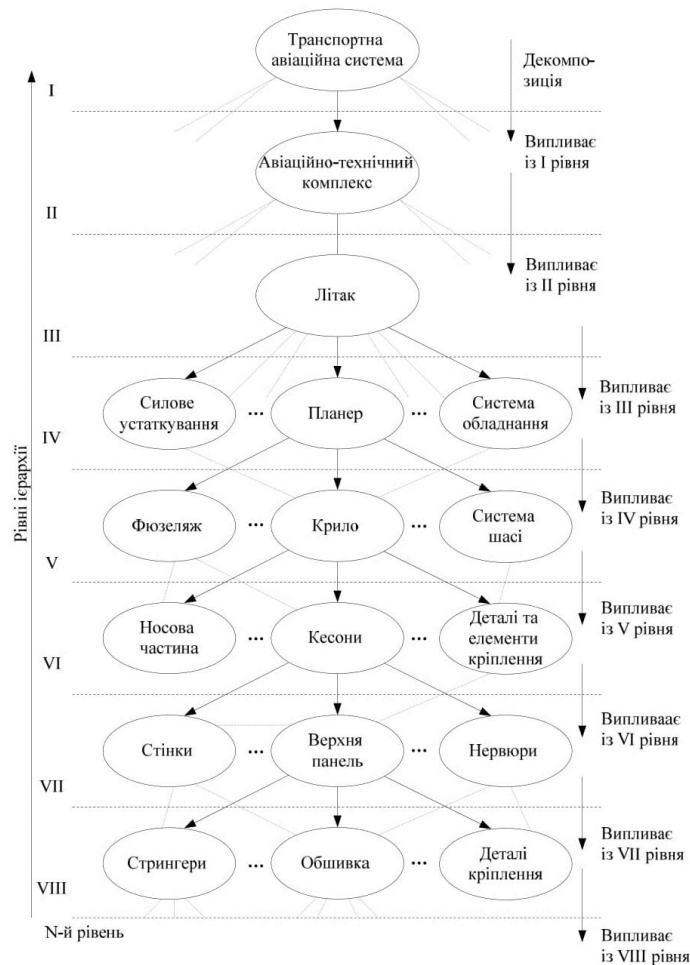 Транспортна
авіаційна система
Декомпо-
зиція
I
Випливає
із I рівня
Авіаційно-технічний
комплекс
II
Випливає
із II рівня
Літак
III
Силове
устаткування
...
Планер
...
Система
обладнання
Випливає
із III рівня
IV
Рівні ієрархії
Фюзеляж
...
Крило
...
Система
шасі
Випливає
із IV рівня
V
Носова
частина
...
Кесони
...
Деталі та
елементи
кріплення
Випливає
із V рівня
VI
Стінки
...
Верхня
панель
...
Нервюри
Випливаає
із VI рівня
VII
Стрингери
...
Обшивка
...
Деталі
кріплення
Випливає
із VII рівня
VIII
N-й рівень
Випливає
із VIII рівня